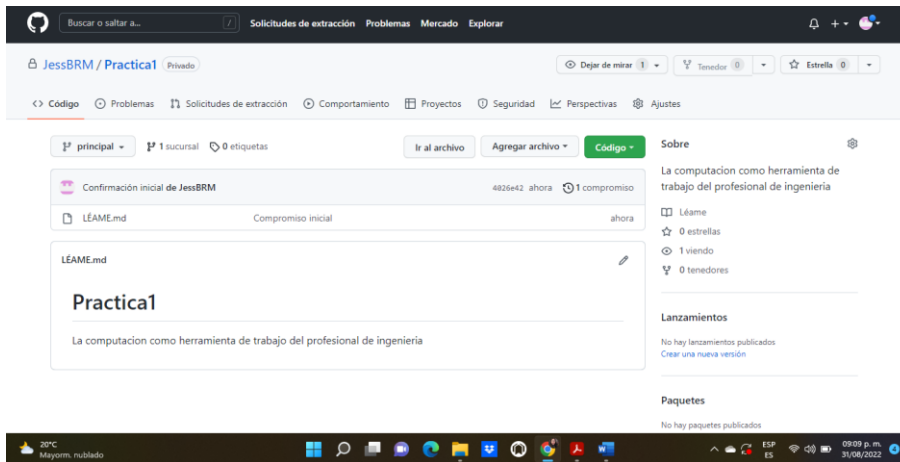 Buscar o saltar a... / Solicitudes de extracción Problemas Mercado Explorar
JessBRM / Practica1 Privado Dejar de mirar 1 Tenedor 0 Estrella 0
<> Código Problemas Solicitudes de extracción Comportamiento Proyectos Seguridad Perspectivas Ajustes
principal 1 sucursal 0 etiquetas Ir al archivo Agregar archivo Código
Confirmación inicial de JessBRM 4026e42 ahora 1 compromiso
LÉAME.md Compromiso inicial ahora
LÉAME.md
Practica1
La computacion como herramienta de trabajo del profesional de ingenieria
Sobre
La computacion como herramienta de
trabajo del profesional de ingenieria
Léame
0 estrellas
1 viendo
0 tenedores
Lanzamientos
No hay lanzamientos publicados
Crear una nueva versión
Paquetes
No hay paquetes publicados
20°C
Mayorm. nublado
ESP
ES
09:09 p. m.
31/08/2022
4